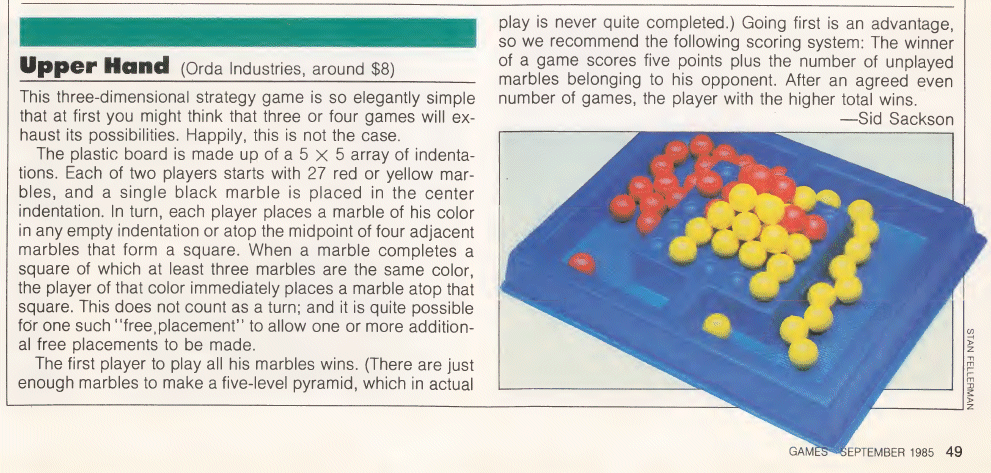 Upper Hand (Orda Industries, around $8)
This three-dimensional strategy game is so elegantly simple
that at first you might think that three or four games will ex-
haust its possibilities. Happily, this is not the case.
The plastic board is made up of a 5 × 5 array of indenta-
tions. Each of two players starts with 27 red or yellow mar-
bles, and a single black marble is placed in the center
indentation. In turn, each player places a marble of his color
in any empty indentation or atop the midpoint of four adjacent
marbles that form a square. When a marble completes a
square of which at least three marbles are the same color,
the player of that color immediately places a marble atop that
square. This does not count as a turn; and it is quite possible
for one such "free placement" to allow one or more addition-
al free placements to be made.
The first player to play all his marbles wins. (There are just
enough marbles to make a five-level pyramid, which in actual
play is never quite completed.) Going first is an advantage,
so we recommend the following scoring system: The winner
of a game scores five points plus the number of unplayed
marbles belonging to his opponent. After an agreed even
number of games, the player with the higher total wins.
—Sid Sackson
STAN FELLERMAN
GAMES SEPTEMBER 1985 49